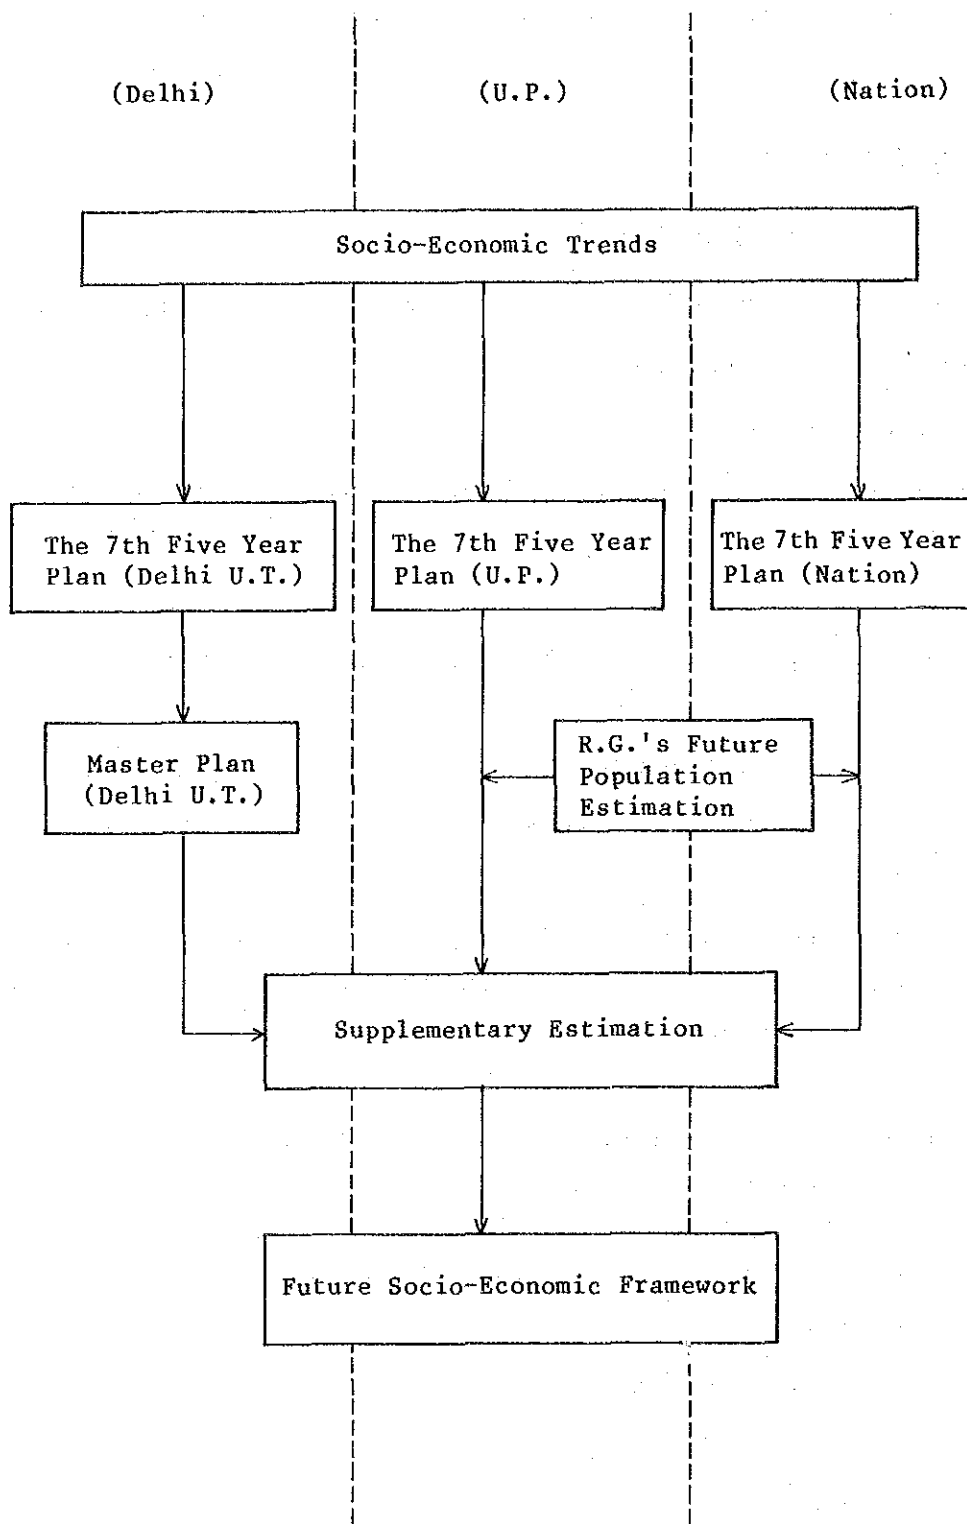 (Delhi)
(U.P.)
(Nation)
Socio-Economic Trends
The 7th Five Year
Plan (Delhi U.T.)
The 7th Five Year
Plan (U.P.)
The 7th Five Year
Plan (Nation)
Master Plan
(Delhi U.T.)
R.G.'s Future
Population
Estimation
Supplementary Estimation
Future Socio-Economic Framework